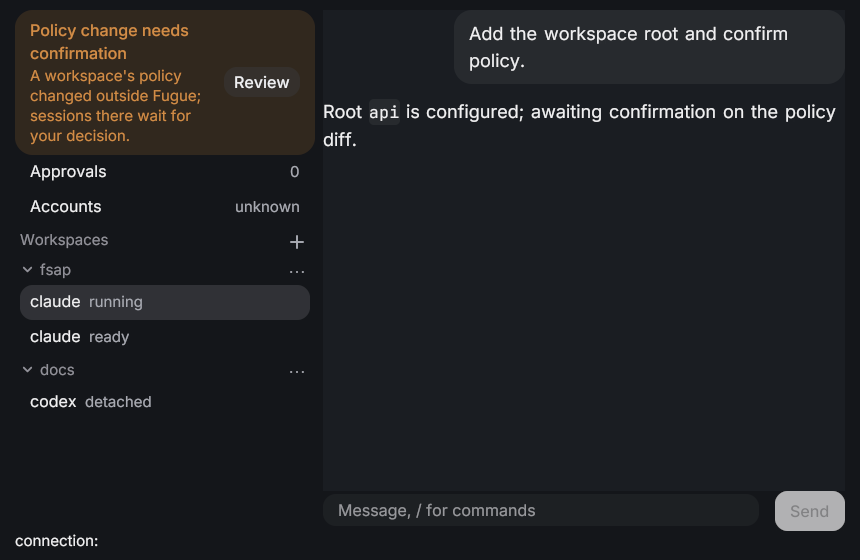 Policy change needs
confirmation
A workspace's policy
changed outside Fugue;
sessions there wait for
your decision.
Review
Approvals 0
Accounts unknown
Workspaces +
fsap ...
claude running
claude ready
docs ...
codex detached
connection:
Add the workspace root and confirm
policy.
Root api is configured; awaiting confirmation on the policy
diff.
Message, / for commands
Send